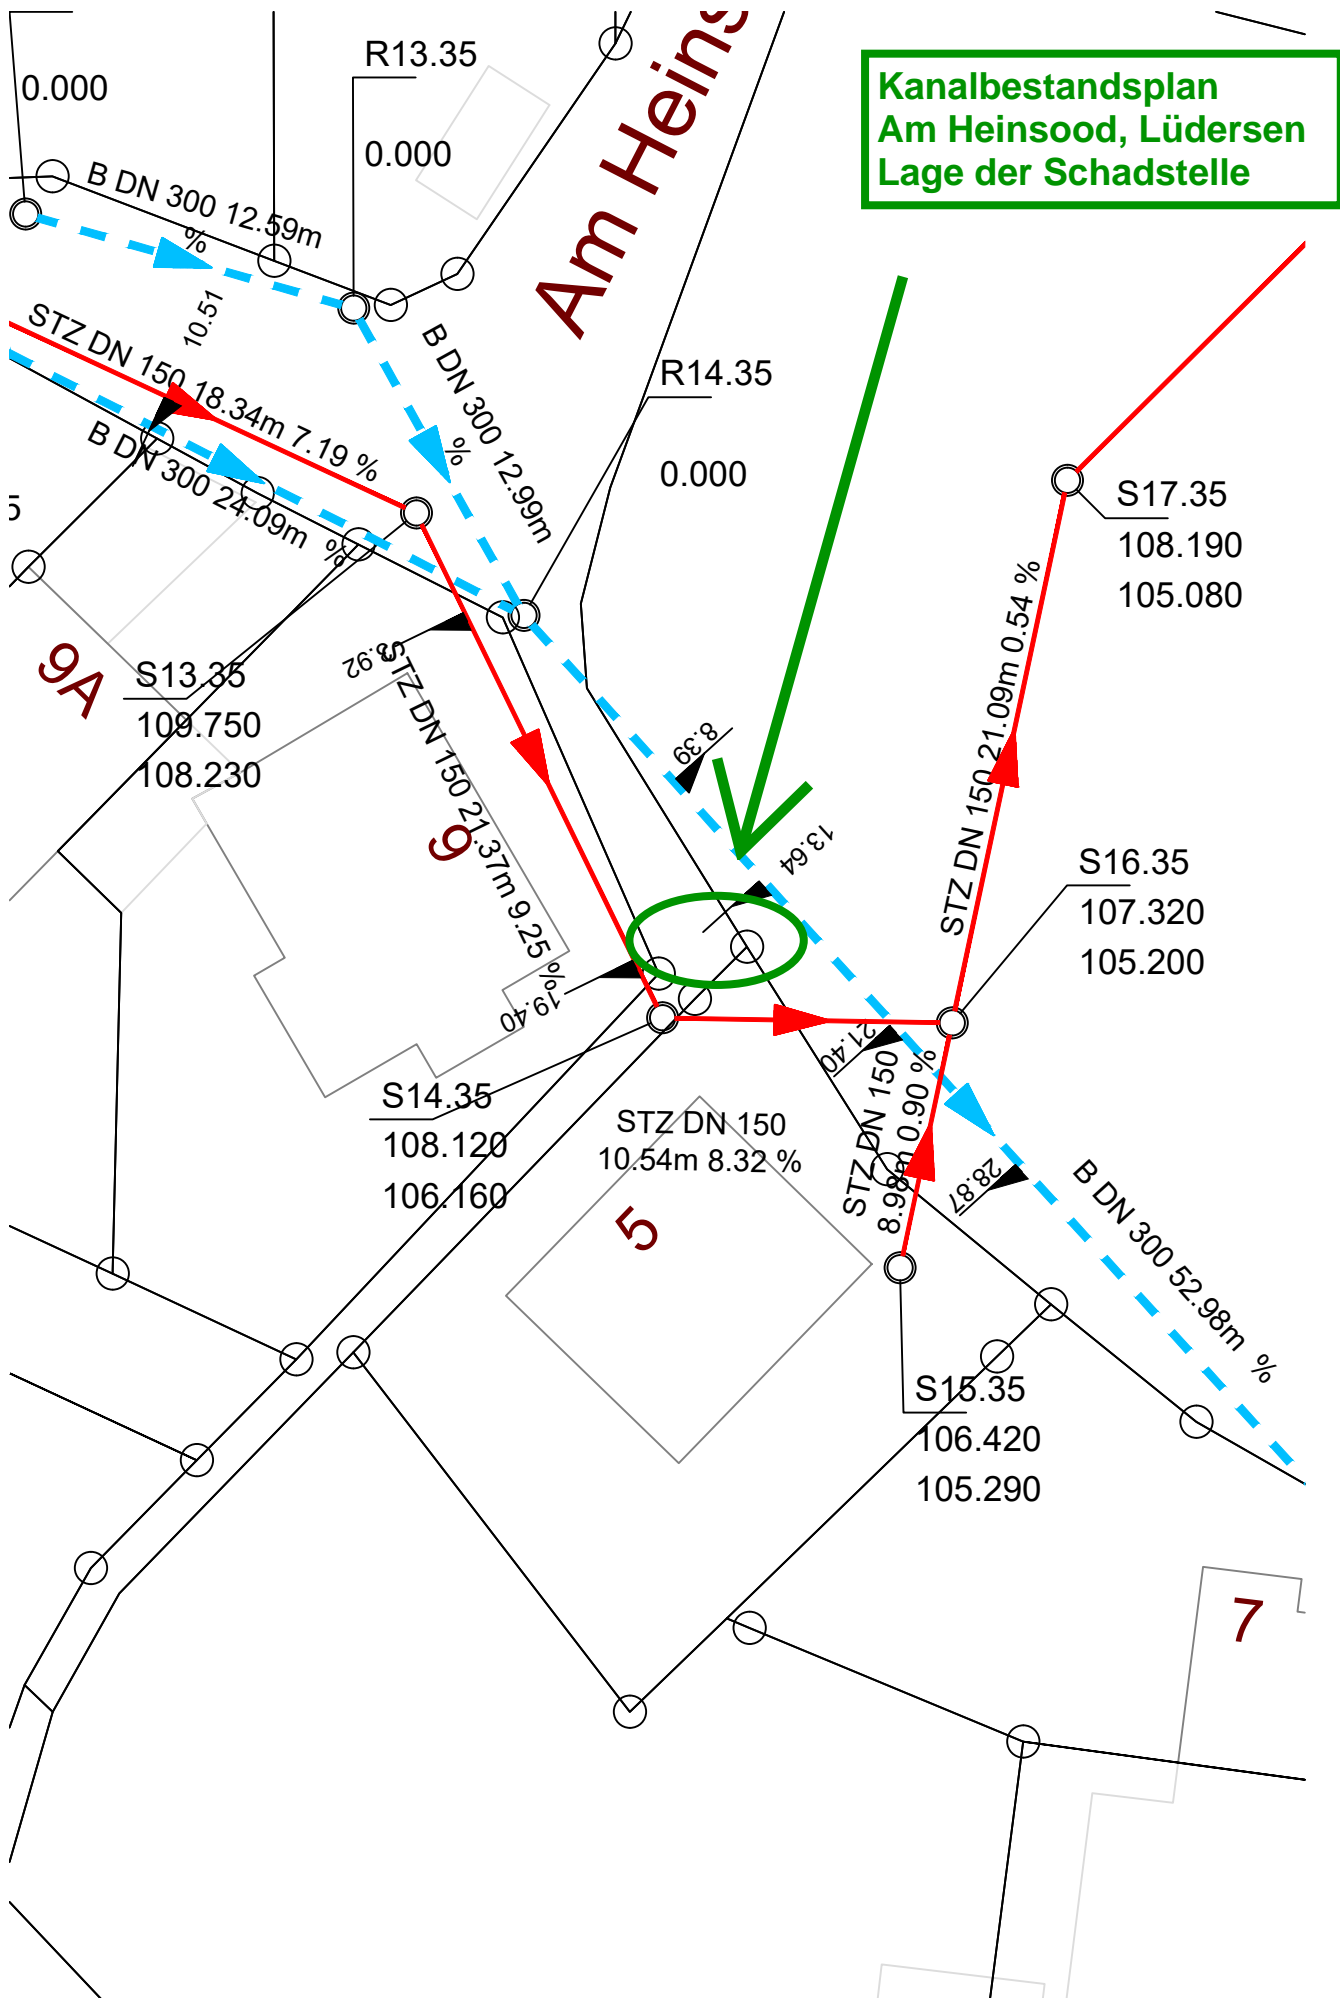 R13.35
0.000
0.000
Kanalbestandsplan
Am Heinsood, Lüdersen
Lage der Schadstelle
Am Heins
B DN 300 12.59m
%
10.51
STZ DN 150 18.34m 7.19 %
B DN 300 12.99m
%
R14.35
0.000
B DN 300 24.09m %
5
S17.35
108.190
105.080
9A
S13.35
109.750
108.230
3.92
STZ DN 150 21.37m 9.25 %
9
8.39
13.64
STZ DN 150 21.09m 0.54 %
S16.35
107.320
105.200
19.40
21.40
S14.35
108.120
106.160
STZ DN 150
10.54m 8.32 %
STZ DN 150
8.98m 0.90 %
28.87
5
B DN 300 52.98m %
S15.35
106.420
105.290
7